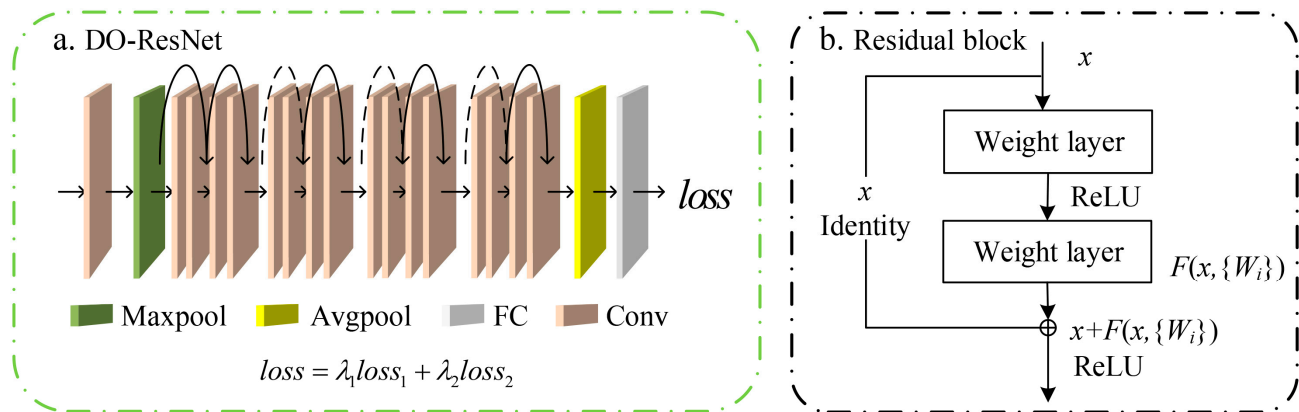 a. DO-ResNet
loss
Maxpool Avgpool FC Conv
loss = λ₁loss₁ + λ₂loss₂
b. Residual block
x
Weight layer
ReLU
x
Identity
Weight layer
F(x,{Wᵢ})
x+F(x,{Wᵢ})
ReLU